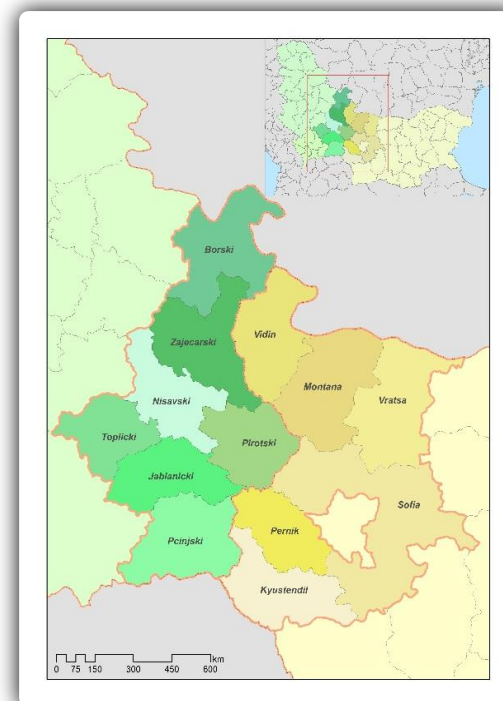 Borski
Zajecarski
Vidin
Montana
Nisavski
Vratsa
Toplicki
Pirotski
Jablanicki
Sofia
Pernik
Pcinjski
Kyustendil
km
0 75 150 300 450 600